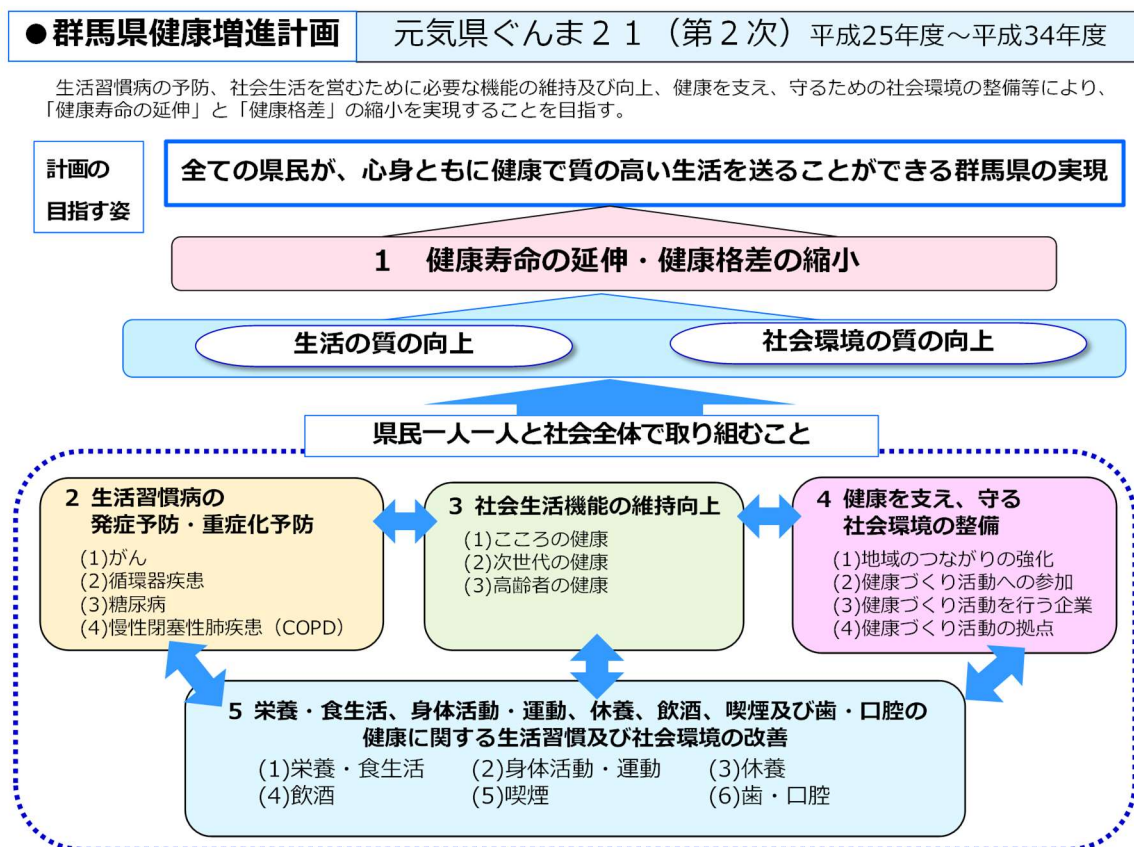 ●群馬県健康増進計画 元気県ぐんま２１（第２次）平成25年度～平成34年度
生活習慣病の予防、社会生活を営むために必要な機能の維持及び向上、健康を支え、守るための社会環境の整備等により、
「健康寿命の延伸」と「健康格差」の縮小を実現することを目指す。
計画の
目指す姿
全ての県民が、心身ともに健康で質の高い生活を送ることができる群馬県の実現
1　健康寿命の延伸・健康格差の縮小
生活の質の向上
社会環境の質の向上
県民一人一人と社会全体で取り組むこと
2 生活習慣病の
発症予防・重症化予防
(1)がん
(2)循環器疾患
(3)糖尿病
(4)慢性閉塞性肺疾患（COPD）
3 社会生活機能の維持向上
(1)こころの健康
(2)次世代の健康
(3)高齢者の健康
4 健康を支え、守る
社会環境の整備
(1)地域のつながりの強化
(2)健康づくり活動への参加
(3)健康づくり活動を行う企業
(4)健康づくり活動の拠点
5 栄養・食生活、身体活動・運動、休養、飲酒、喫煙及び歯・口腔の
健康に関する生活習慣及び社会環境の改善
(1)栄養・食生活 (2)身体活動・運動 (3)休養
(4)飲酒 (5)喫煙 (6)歯・口腔